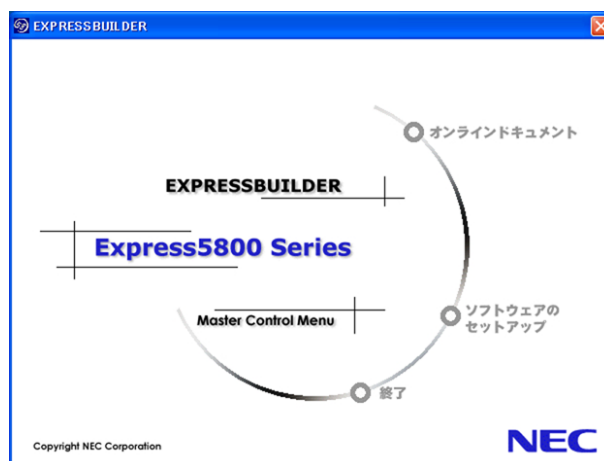 EXPRESSBUILDER
オンラインドキュメント
EXPRESSBUILDER
Express5800 Series
Master Control Menu
ソフトウェアの
セットアップ
終了
Copyright NEC Corporation
NEC